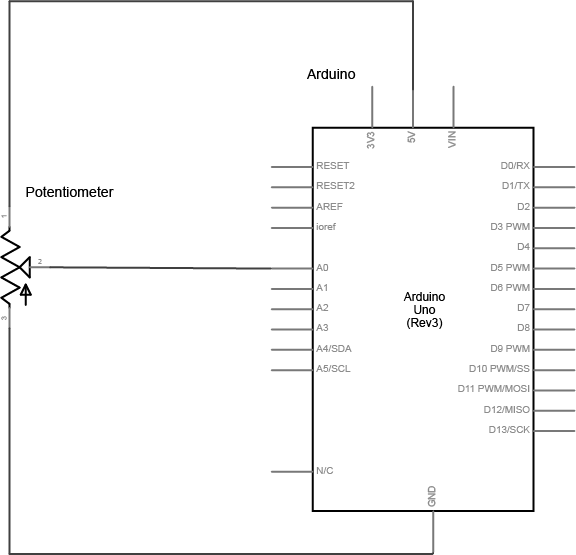 Arduino
3V3
5V
VIN
RESET
D0/RX
RESET2
D1/TX
Potentiometer
AREF
D2
1
ioref
D3 PWM
D4
2
A0
D5 PWM
A1
D6 PWM
Arduino
Uno
(Rev3)
A2
D7
3
A3
D8
A4/SDA
D9 PWM
A5/SCL
D10 PWM/SS
D11 PWM/MOSI
D12/MISO
D13/SCK
N/C
GND